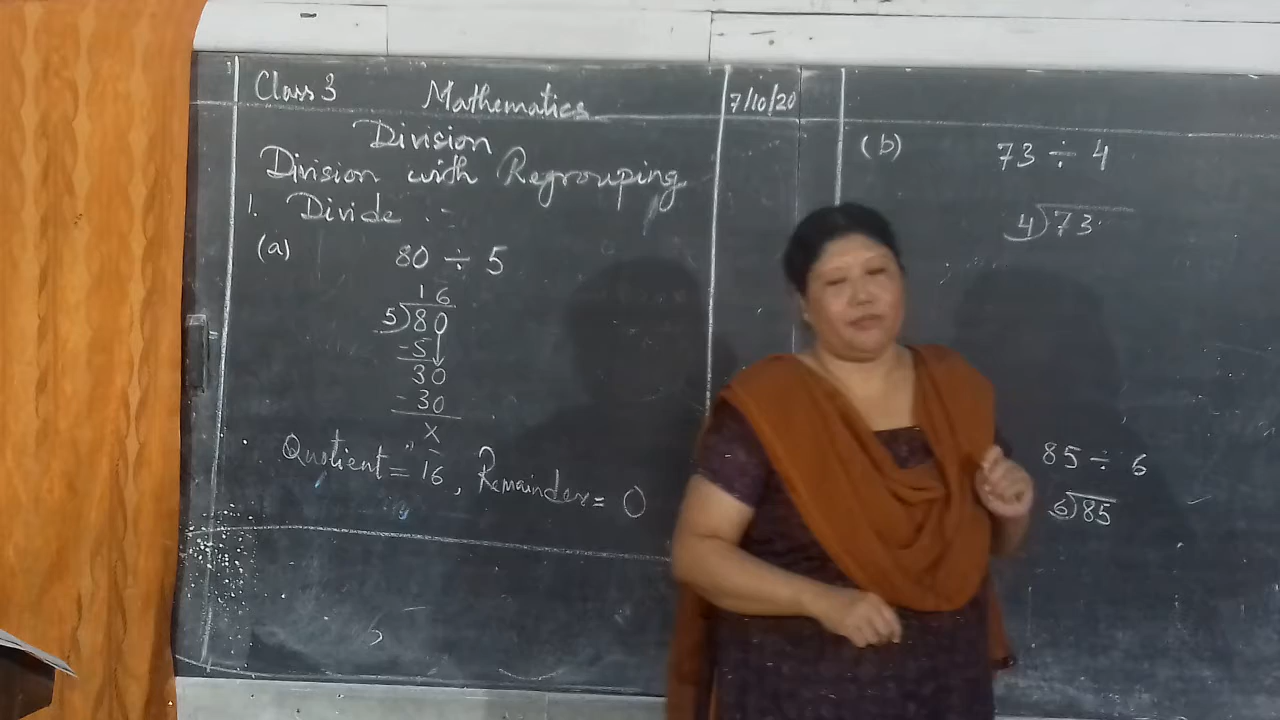 Class 3 Mathematics 7/10/20
Division
Division with Regrouping
1. Divide :-
(a) 80 ÷ 5
16
5)80
-5
30
-30
x
Quotient = 16, Remainder = 0
(b) 73 ÷ 4
4)73
85 ÷ 6
6)85